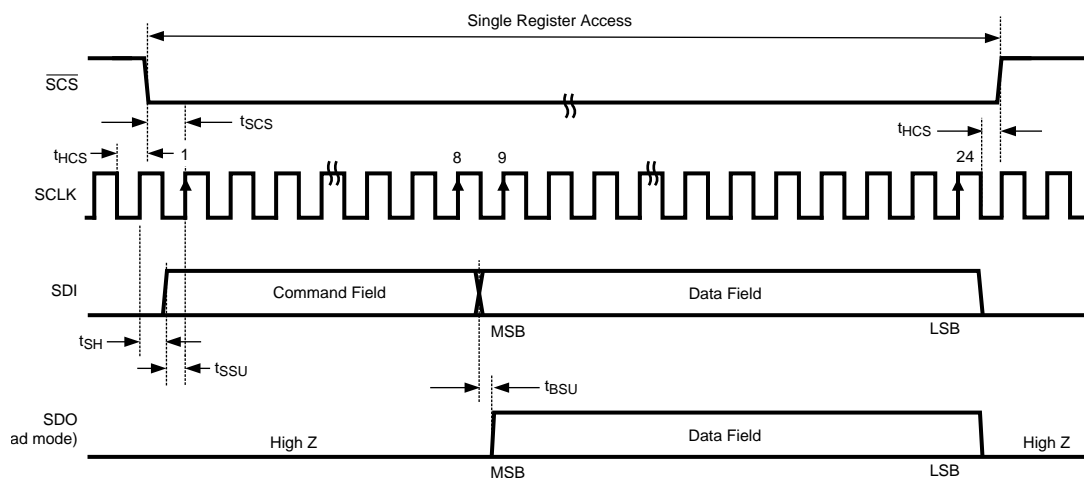 Single Register Access
SCS
tSCS
tHCS
tHCS
1
8
9
24
SCLK
SDI
Command Field
Data Field
MSB
LSB
tSH
tSSU
tBSU
SDO
ad mode)
High Z
Data Field
High Z
MSB
LSB